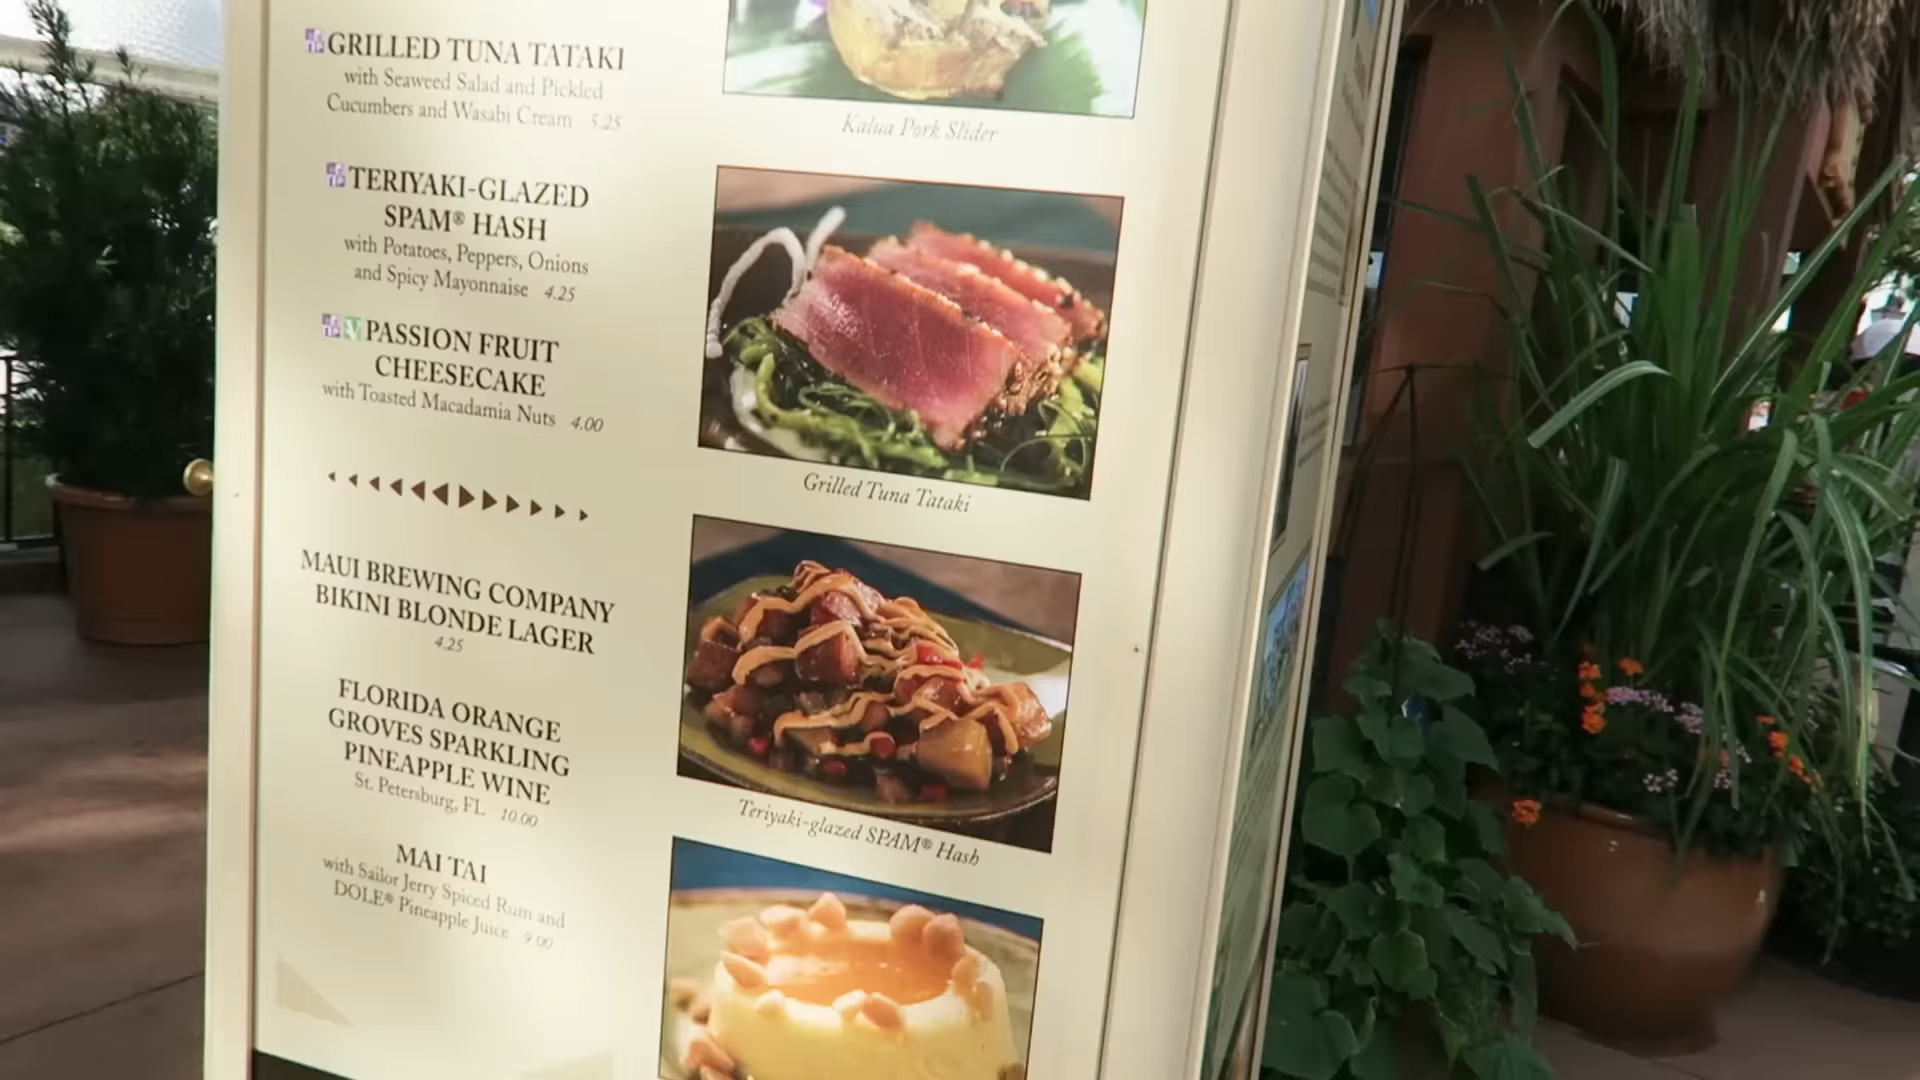 GRILLED TUNA TATAKI
with Seaweed Salad and Pickled
Cucumbers and Wasabi Cream 5.25
TERIYAKI-GLAZED
SPAM® HASH
with Potatoes, Peppers, Onions
and Spicy Mayonnaise 4.25
V PASSION FRUIT
CHEESECAKE
with Toasted Macadamia Nuts 4.00
MAUI BREWING COMPANY
BIKINI BLONDE LAGER
4.25
FLORIDA ORANGE
GROVES SPARKLING
PINEAPPLE WINE
St. Petersburg, FL 10.00
MAI TAI
with Sailor Jerry Spiced Rum and
DOLE® Pineapple Juice 9.00
Kalua Pork Slider
Grilled Tuna Tataki
Teriyaki-glazed SPAM® Hash